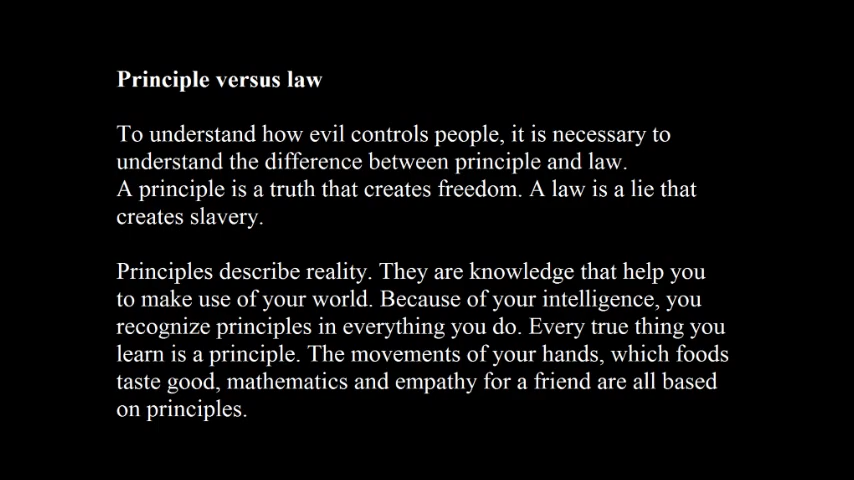 Principle versus law
To understand how evil controls people, it is necessary to
understand the difference between principle and law.
A principle is a truth that creates freedom. A law is a lie that
creates slavery.
Principles describe reality. They are knowledge that help you
to make use of your world. Because of your intelligence, you
recognize principles in everything you do. Every true thing you
learn is a principle. The movements of your hands, which foods
taste good, mathematics and empathy for a friend are all based
on principles.